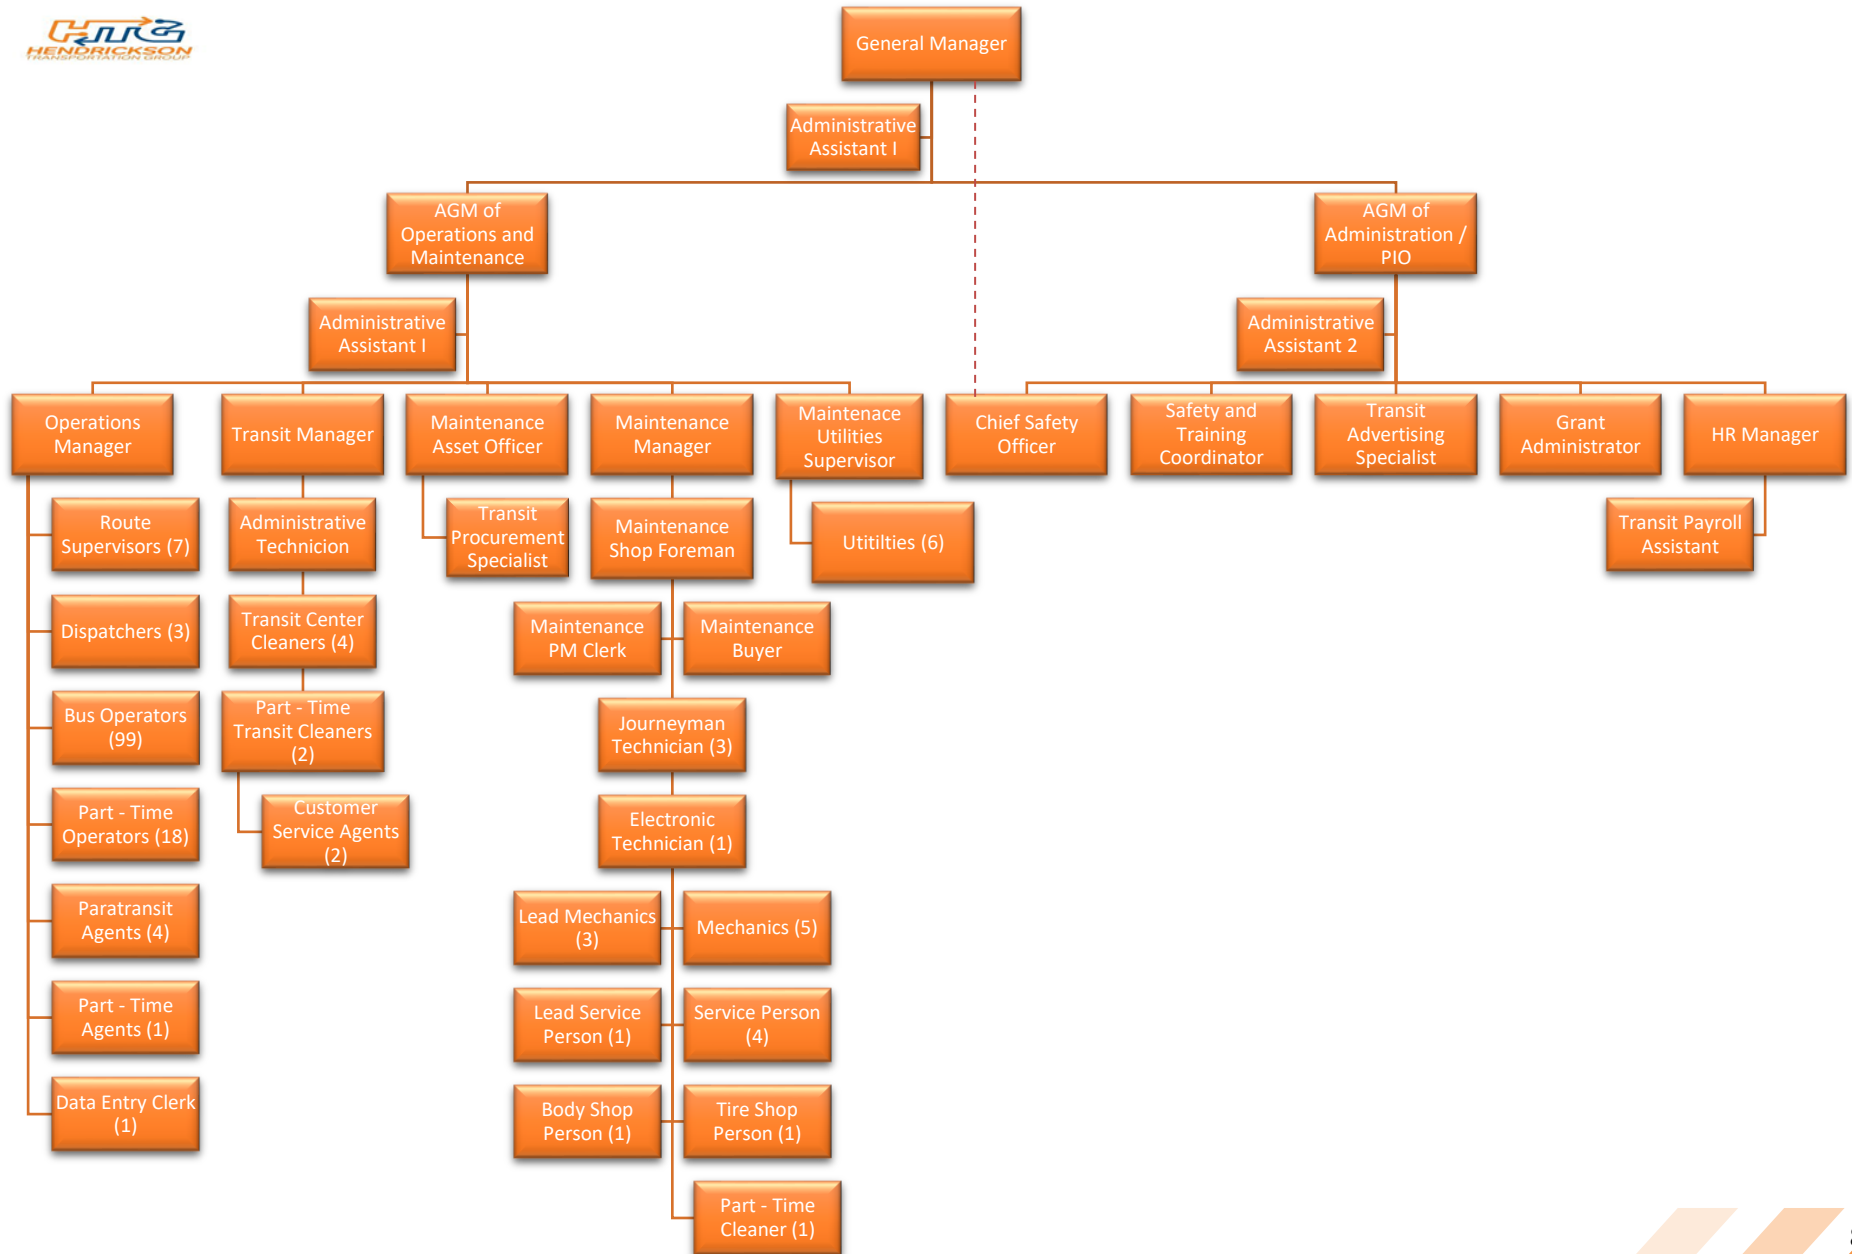 HTG
HENDRICKSON
TRANSPORTATION GROUP
General Manager
Administrative
Assistant I
AGM of
Operations and
Maintenance
AGM of
Administration /
PIO
Administrative
Assistant I
Administrative
Assistant 2
Operations
Manager
Transit Manager
Maintenance
Asset Officer
Maintenance
Manager
Maintenace
Utilities
Supervisor
Chief Safety
Officer
Safety and
Training
Coordinator
Transit
Advertising
Specialist
Grant
Administrator
HR Manager
Route
Supervisors (7)
Administrative
Technicion
Transit
Procurement
Specialist
Maintenance
Shop Foreman
Utitilties (6)
Transit Payroll
Assistant
Dispatchers (3)
Transit Center
Cleaners (4)
Maintenance
PM Clerk
Maintenance
Buyer
Bus Operators
(99)
Part - Time
Transit Cleaners
(2)
Journeyman
Technician (3)
Part - Time
Operators (18)
Customer
Service Agents
(2)
Electronic
Technician (1)
Paratransit
Agents (4)
Lead Mechanics
(3)
Mechanics (5)
Part - Time
Agents (1)
Lead Service
Person (1)
Service Person
(4)
Data Entry Clerk
(1)
Body Shop
Person (1)
Tire Shop
Person (1)
Part - Time
Cleaner (1)